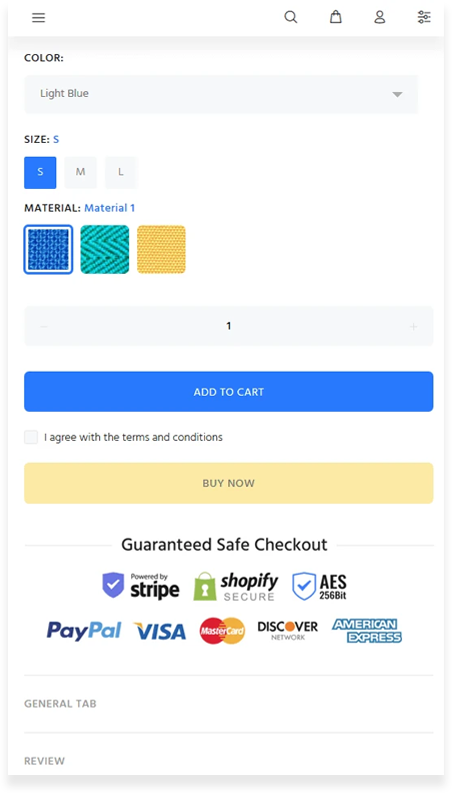 COLOR:
Light Blue
SIZE: S
S M L
MATERIAL: Material 1
− 1 +
ADD TO CART
I agree with the terms and conditions
BUY NOW
Guaranteed Safe Checkout
Powered by
stripe
shopify
SECURE
AES
256Bit
PayPal VISA MasterCard DISCOVER
NETWORK
AMERICAN
EXPRESS
GENERAL TAB
REVIEW